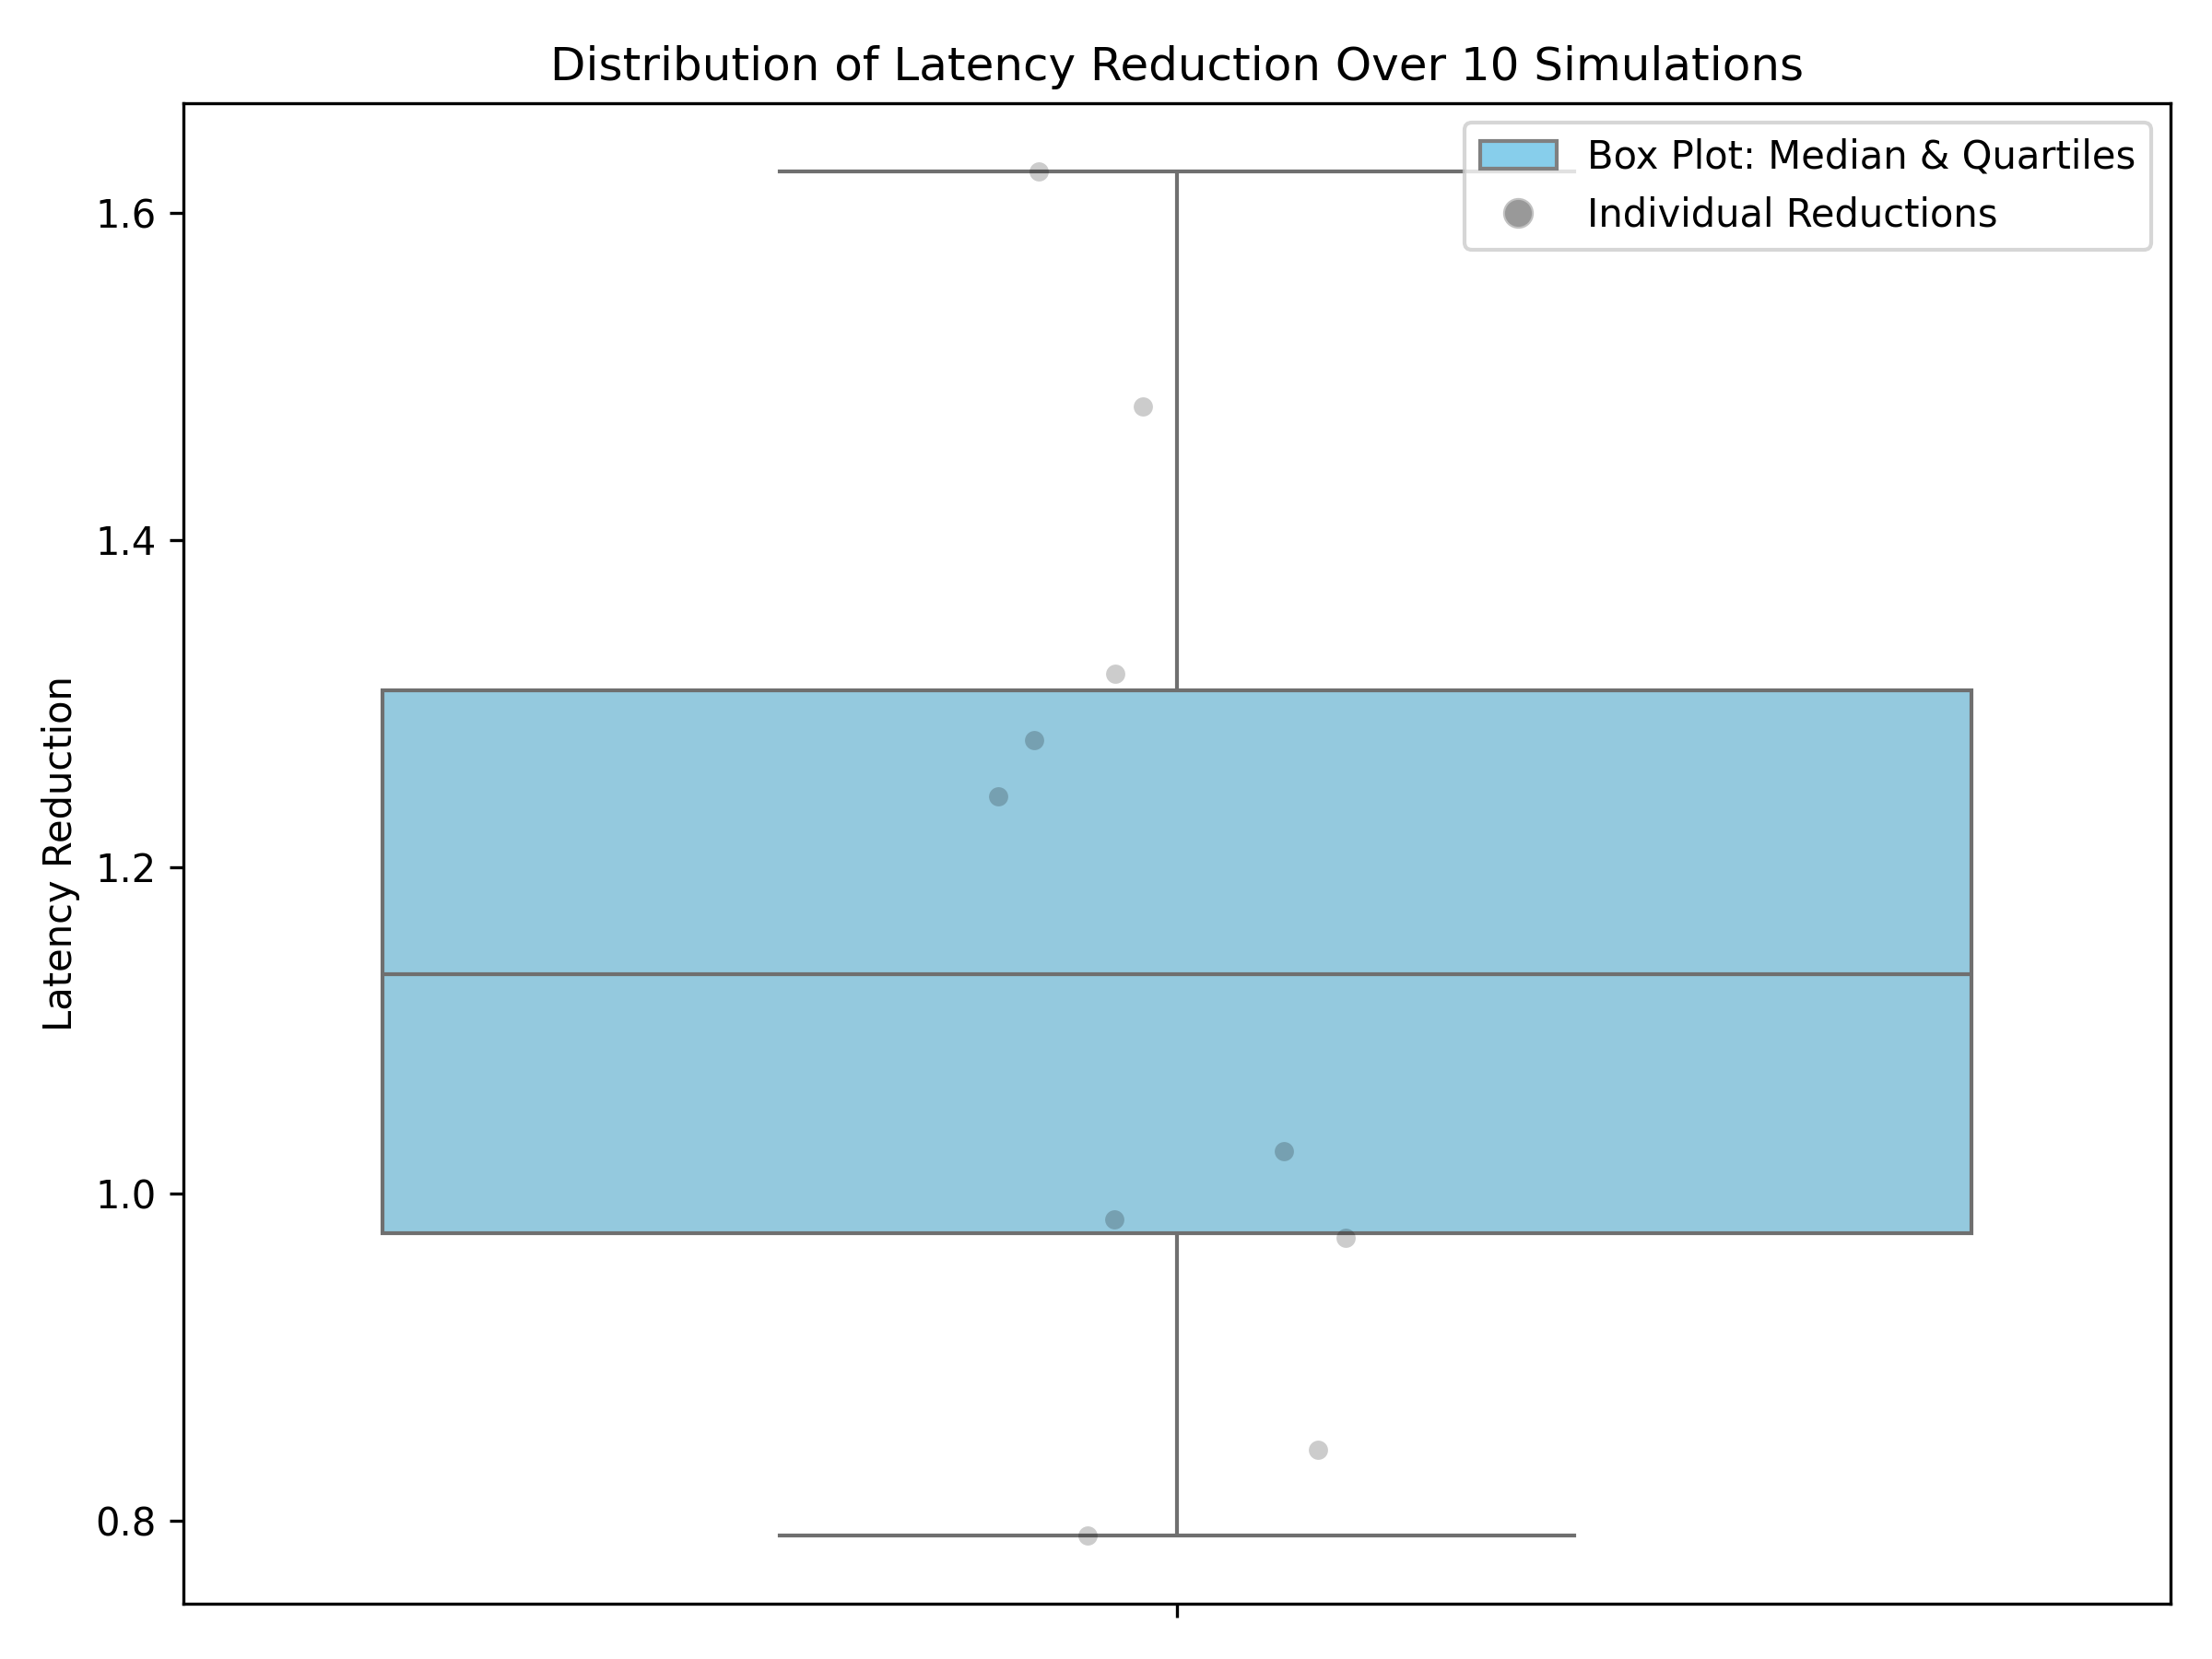 Distribution of Latency Reduction Over 10 Simulations
Box Plot: Median & Quartiles
Individual Reductions
Latency Reduction
1.6
1.4
1.2
1.0
0.8